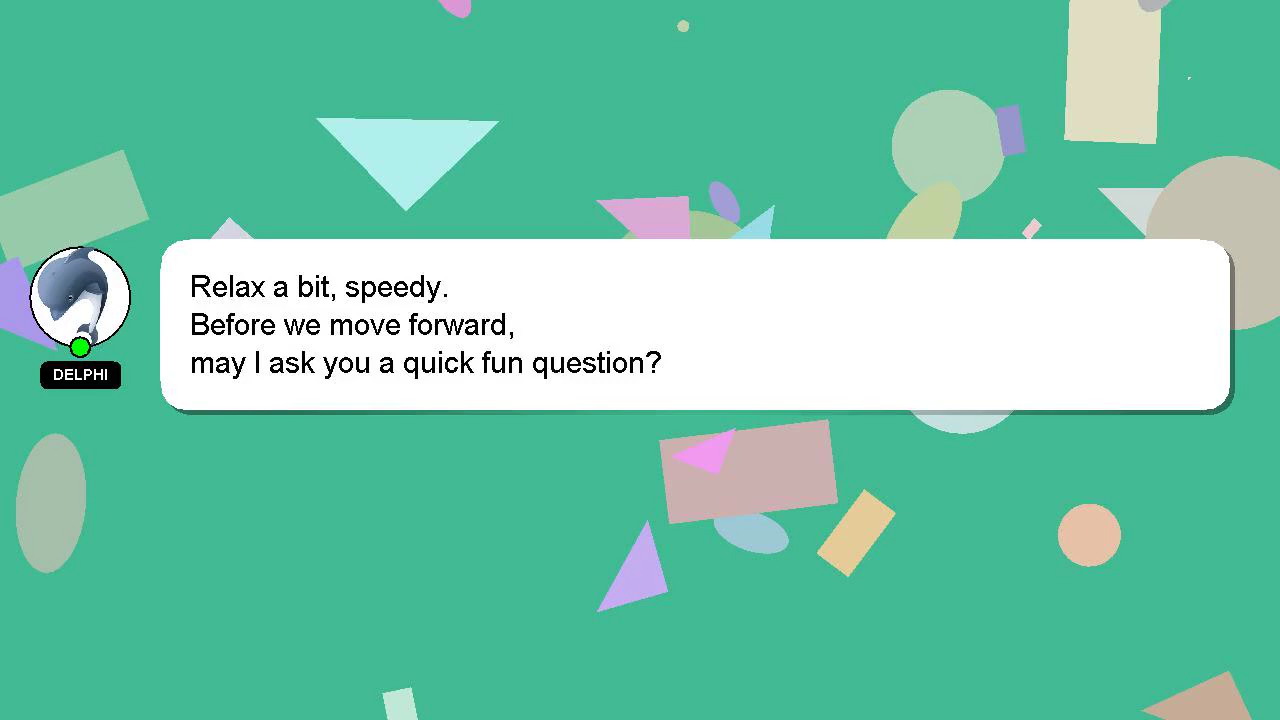 Relax a bit, speedy.
Before we move forward,
may I ask you a quick fun question?
DELPHI